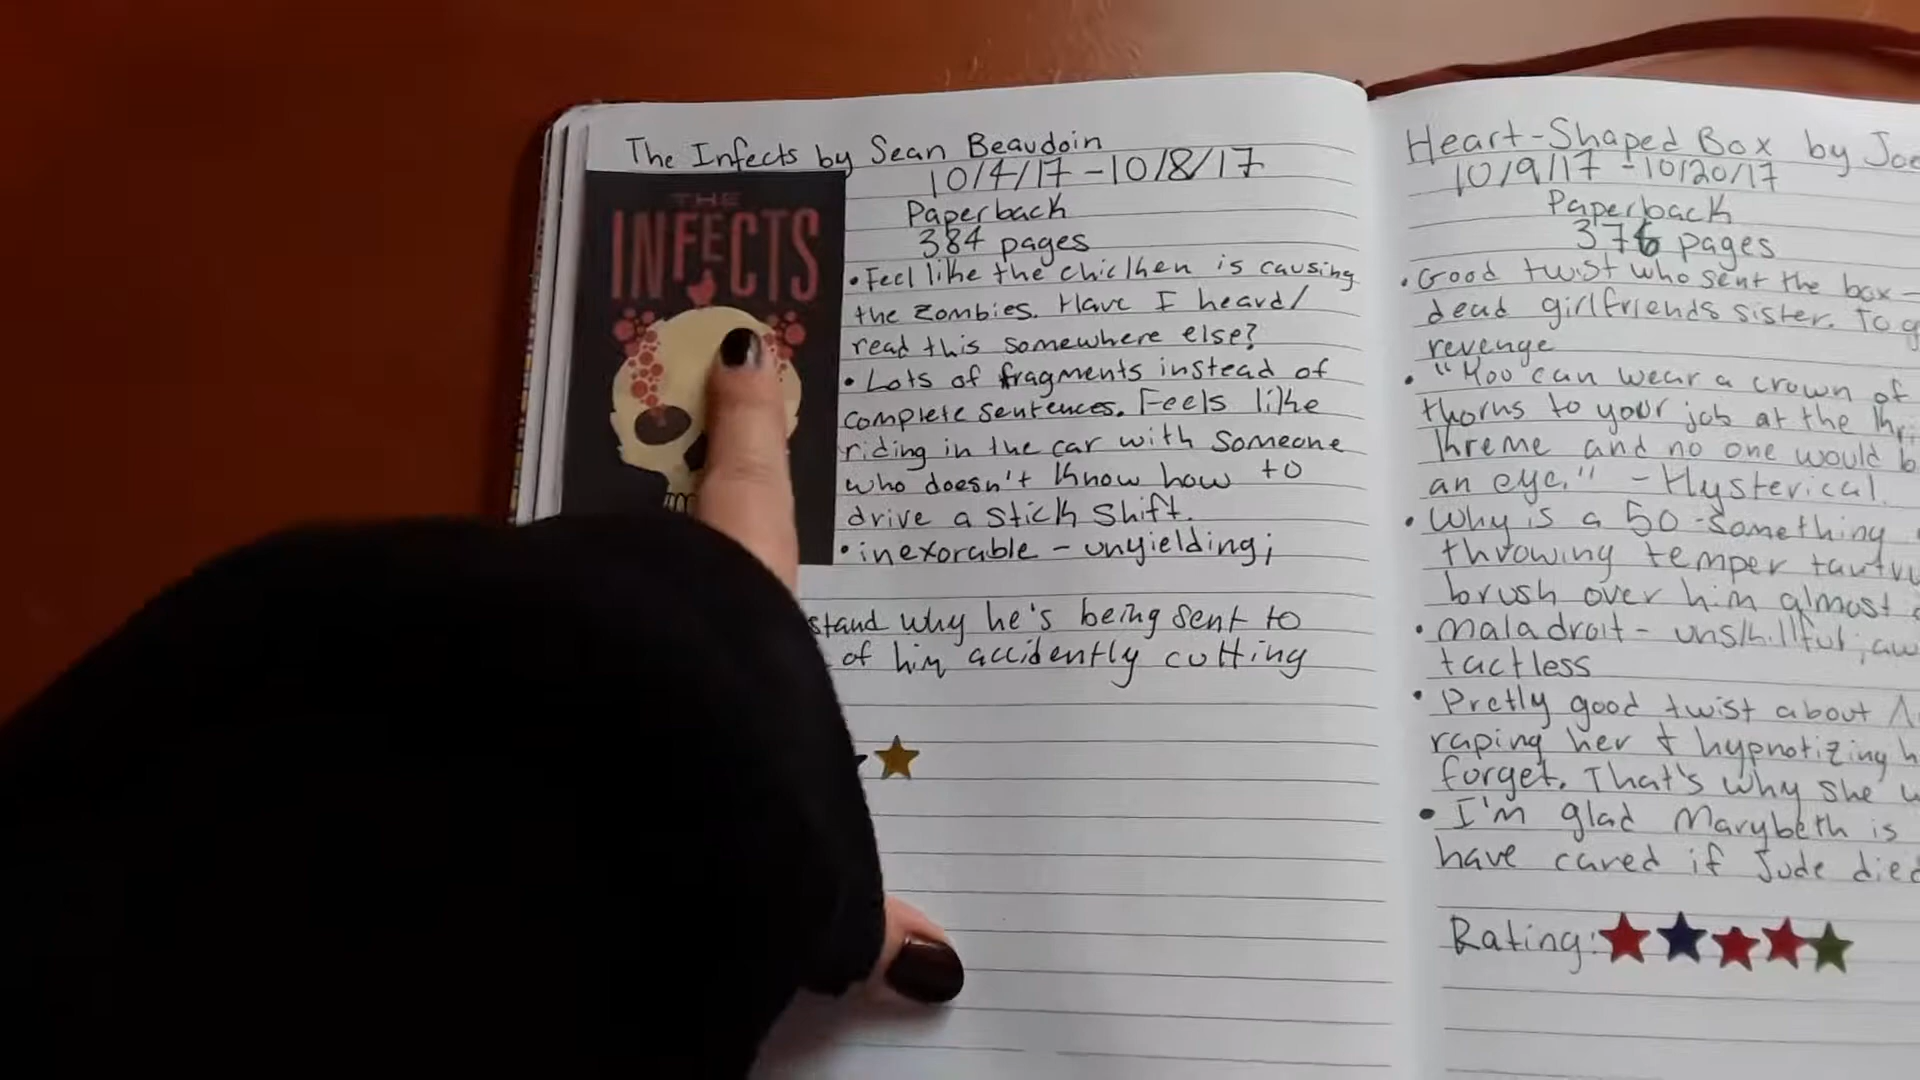 The Infects by Sean Beaudoin
10/4/17 - 10/8/17
THE
INFECTS
Paperback
384 pages
• Feel like the chicken is causing
the zombies. Have I heard/
read this somewhere else?
• Lots of fragments instead of
complete sentences. Feels like
riding in the car with someone
who doesn't know how to
drive a stick shift.
• inexorable - unyielding;
stand why he's being sent to
of him accidently cutting
Heart-Shaped Box by Joe
10/9/17 - 10/20/17
Paperback
376 pages
• Good twist who sent the box -
dead girlfriends sister. To
revenge
• "You can wear a crown of
thorns to your job at the
Kreme and no one would
an eye." - Hysterical.
• Why is a 50-something
throwing temper
brush over him almost
• maladroit - unskillful;
tactless
• Pretty good twist about
raping her & hypnotizing
forget. That's why she
• I'm glad Marybeth is
have cared if Jude died
Rating: